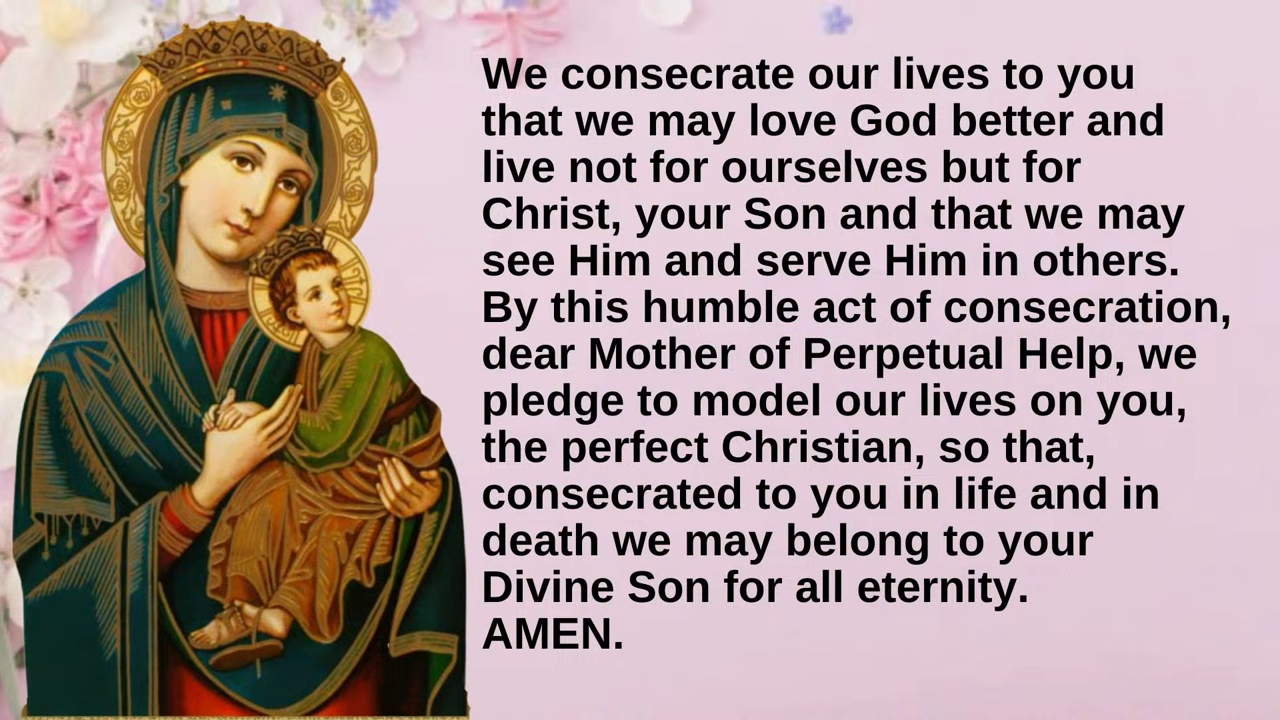 We consecrate our lives to you
that we may love God better and
live not for ourselves but for
Christ, your Son and that we may
see Him and serve Him in others.
By this humble act of consecration,
dear Mother of Perpetual Help, we
pledge to model our lives on you,
the perfect Christian, so that,
consecrated to you in life and in
death we may belong to your
Divine Son for all eternity.
AMEN.